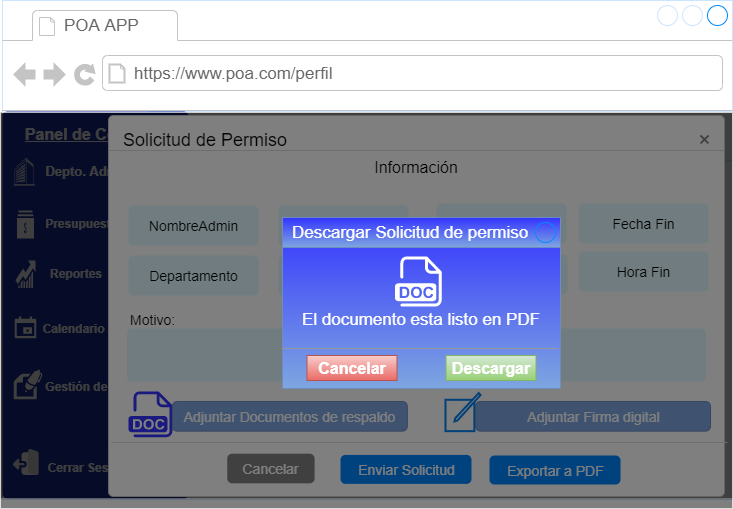 POA APP
https://www.poa.com/perfil
Panel de C
Solicitud de Permiso
×
Información
Depto. Ad
Presupuest
Reportes
Calendario
Gestión de
Cerrar Ses
NombreAdmin
Fecha Fin
Departamento
Hora Fin
Descargar Solicitud de permiso
DOC
El documento esta listo en PDF
Cancelar
Descargar
Motivo:
DOC
Adjuntar Documentos de respaldo
Adjuntar Firma digital
Cancelar
Enviar Solicitud
Exportar a PDF